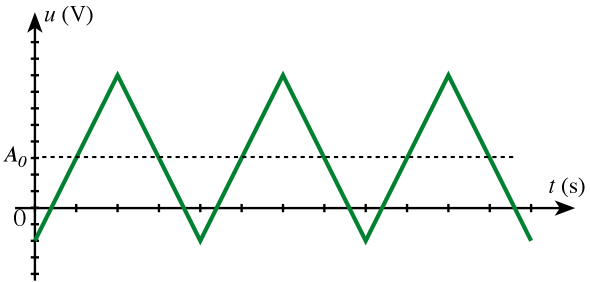 u (V)
A₀
t (s)
0